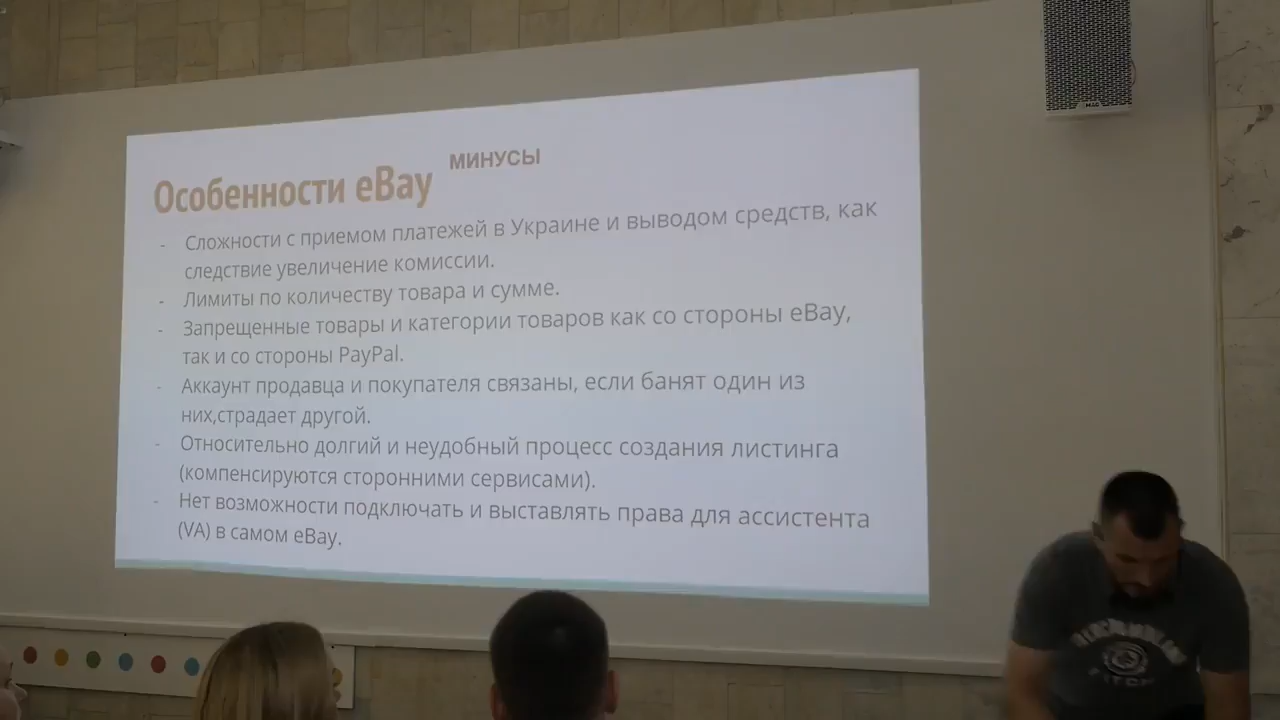 МИНУСЫ
Особенности eBay
- Сложности с приемом платежей в Украине и выводом средств, как
следствие увеличение комиссии.
- Лимиты по количеству товара и сумме.
- Запрещенные товары и категории товаров как со стороны eBay,
так и со стороны PayPal.
- Аккаунт продавца и покупателя связаны, если банят один из
них,страдает другой.
- Относительно долгий и неудобный процесс создания листинга
(компенсируются сторонними сервисами).
- Нет возможности подключать и выставлять права для ассистента
(VA) в самом eBay.